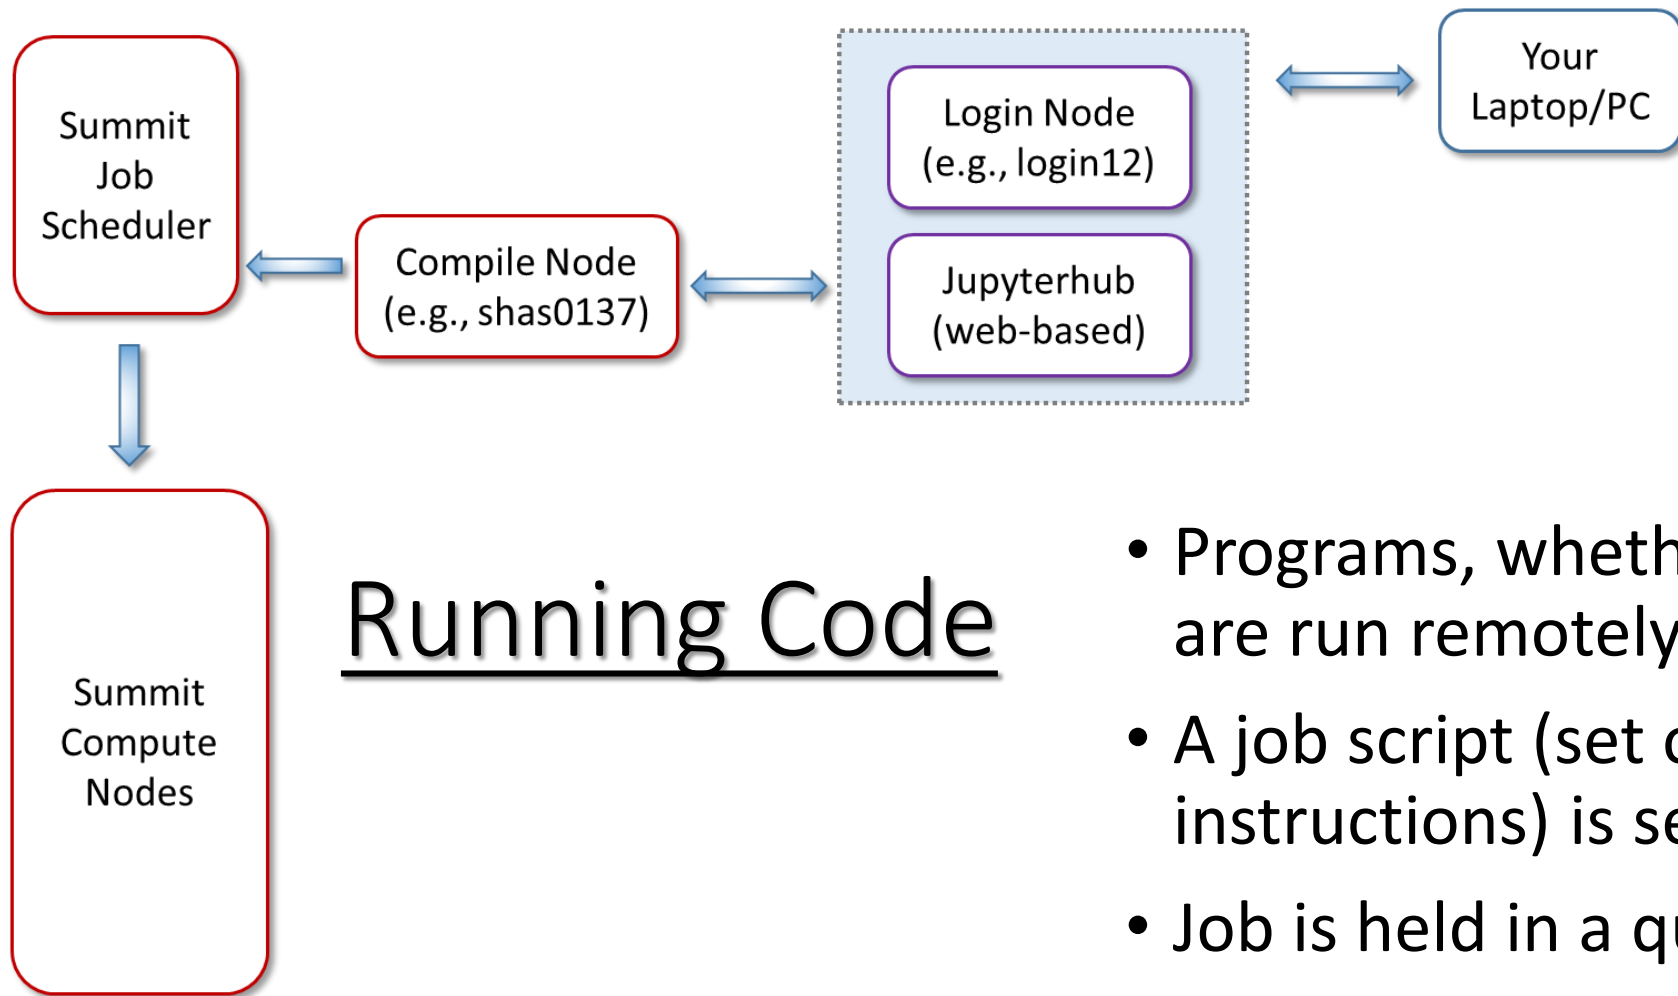 Summit
Job
Scheduler
Compile Node
(e.g., shas0137)
Login Node
(e.g., login12)
Jupyterhub
(web-based)
Your
Laptop/PC
Summit
Compute
Nodes
Running Code
• Programs,
are run remotely
• A job script (set
instructions) is
• Job is held in a